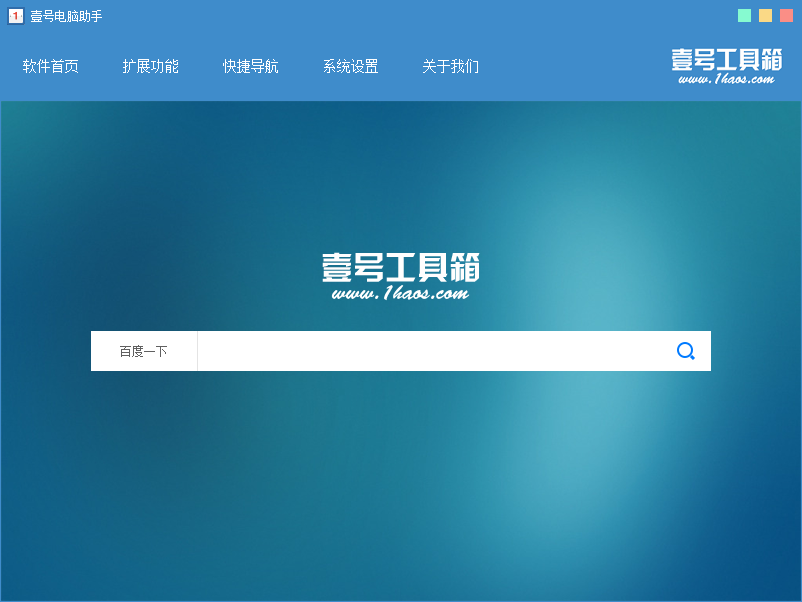 1 壹号电脑助手
软件首页 扩展功能 快捷导航 系统设置 关于我们
壹号工具箱
www.1haos.com
壹号工具箱
www.1haos.com
百度一下